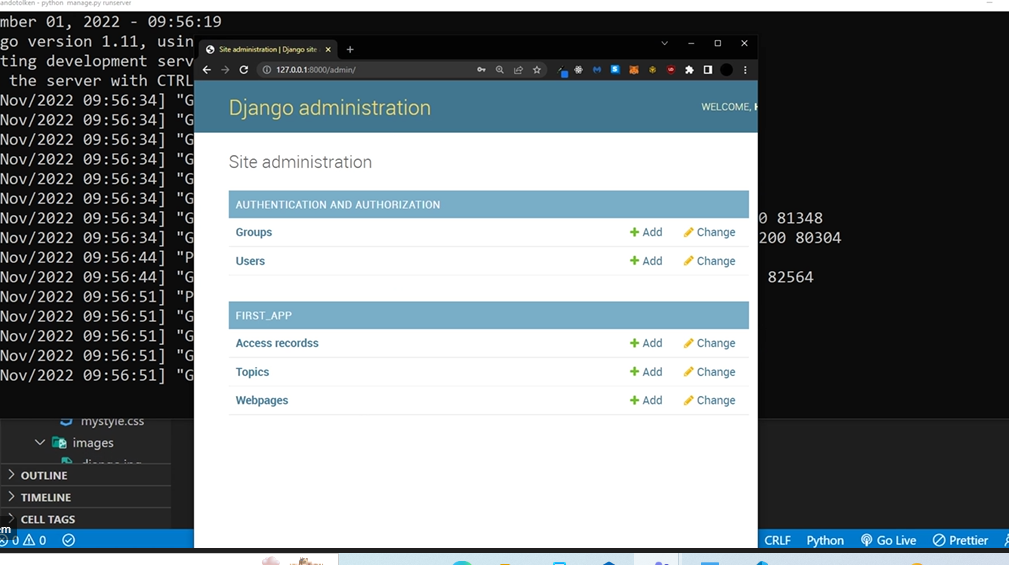 andotolken - python manage.py runserver
mber 01, 2022 - 09:56:19
go version 1.11, usin
ting development serv
the server with CTRL
Nov/2022 09:56:34] "G
Nov/2022 09:56:34] "G
Nov/2022 09:56:34] "G
Nov/2022 09:56:34] "G
Nov/2022 09:56:34] "G
Nov/2022 09:56:34] "G
Nov/2022 09:56:34] "G
0 81348
Nov/2022 09:56:34] "G
200 80304
Nov/2022 09:56:44] "P
Nov/2022 09:56:44] "G
82564
Nov/2022 09:56:51] "P
Nov/2022 09:56:51] "G
Nov/2022 09:56:51] "G
Nov/2022 09:56:51] "G
Nov/2022 09:56:51] "G
Site administration | Django site
127.0.0.1:8000/admin/
Django administration
WELCOME,
Site administration
AUTHENTICATION AND AUTHORIZATION
Groups Add Change
Users Add Change
FIRST_APP
Access recordss Add Change
Topics Add Change
Webpages Add Change
mystyle.css
images
OUTLINE
TIMELINE
CELL TAGS
em
0 0
CRLF Python Go Live Prettier